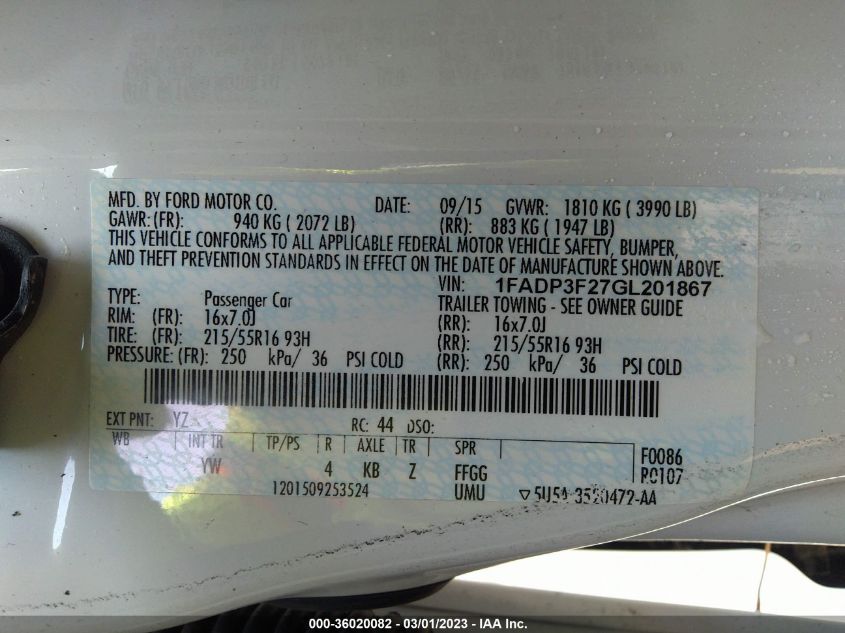 MFD. BY FORD MOTOR CO. DATE: 09/15 GVWR: 1810 KG ( 3990 LB)
GAWR:(FR): 940 KG ( 2072 LB) (RR): 883 KG ( 1947 LB)
THIS VEHICLE CONFORMS TO ALL APPLICABLE FEDERAL MOTOR VEHICLE SAFETY, BUMPER,
AND THEFT PREVENTION STANDARDS IN EFFECT ON THE DATE OF MANUFACTURE SHOWN ABOVE.
VIN: 1FADP3F27GL201867
TYPE: Passenger Car TRAILER TOWING - SEE OWNER GUIDE
RIM: (FR): 16x7.0J (RR): 16x7.0J
TIRE: (FR): 215/55R16 93H (RR): 215/55R16 93H
PRESSURE: (FR): 250 kPa/ 36 PSI COLD (RR): 250 kPa/ 36 PSI COLD
EXT PNT: YZ RC: 44 DSO:
WB INT TR TP/PS R AXLE TR SPR F0086
YW 4 KB Z FFGG R0107
1201509253524 UMU ▽ 5U5A-3520472-AA
000-36020082 - 03/01/2023 - IAA Inc.